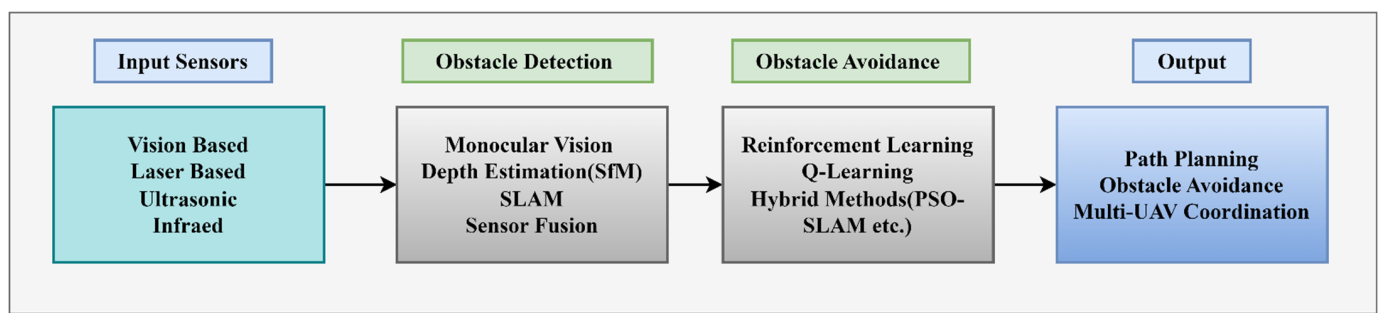 Input Sensors
Obstacle Detection
Obstacle Avoidance
Output
Vision Based
Laser Based
Ultrasonic
Infraed
Monocular Vision
Depth Estimation(SfM)
SLAM
Sensor Fusion
Reinforcement Learning
Q-Learning
Hybrid Methods(PSO-
SLAM etc.)
Path Planning
Obstacle Avoidance
Multi-UAV Coordination